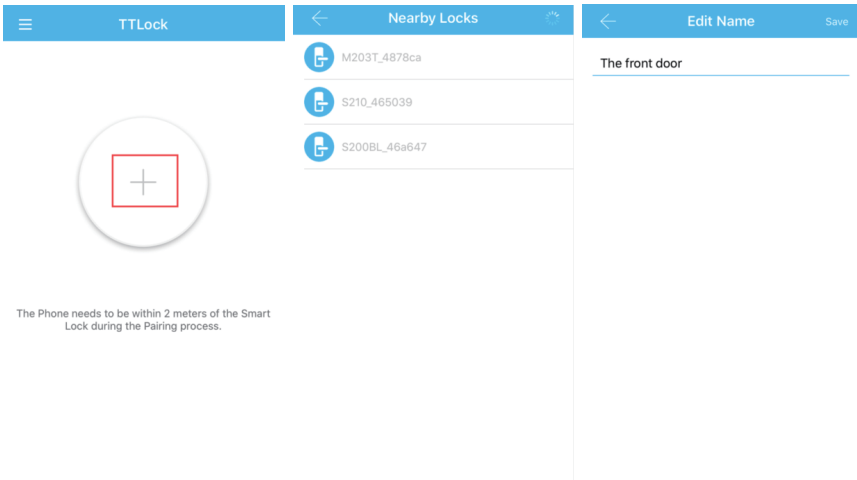 TTLock
The Phone needs to be within 2 meters of the Smart
Lock during the Pairing process.
Nearby Locks
M203T_4878ca
S210_465039
S200BL_46a647
Edit Name
Save
The front door